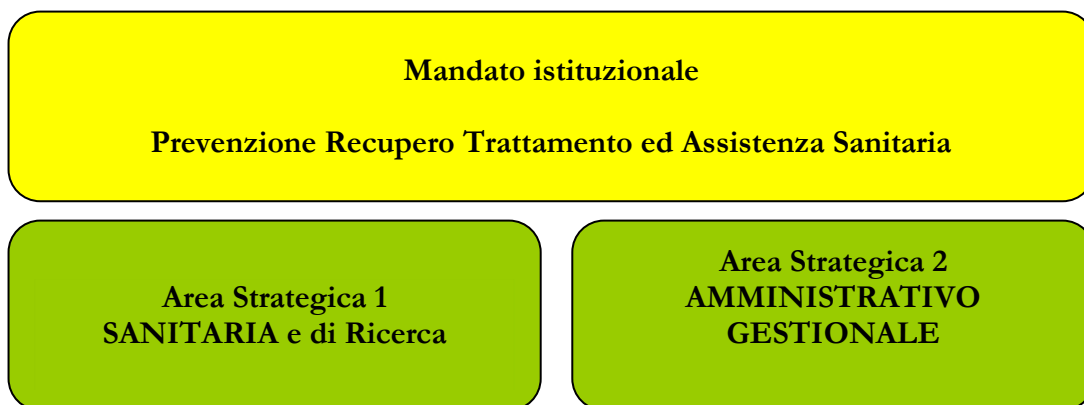 Mandato istituzionale
Prevenzione Recupero Trattamento ed Assistenza Sanitaria
Area Strategica 1
SANITARIA e di Ricerca
Area Strategica 2
AMMINISTRATIVO
GESTIONALE